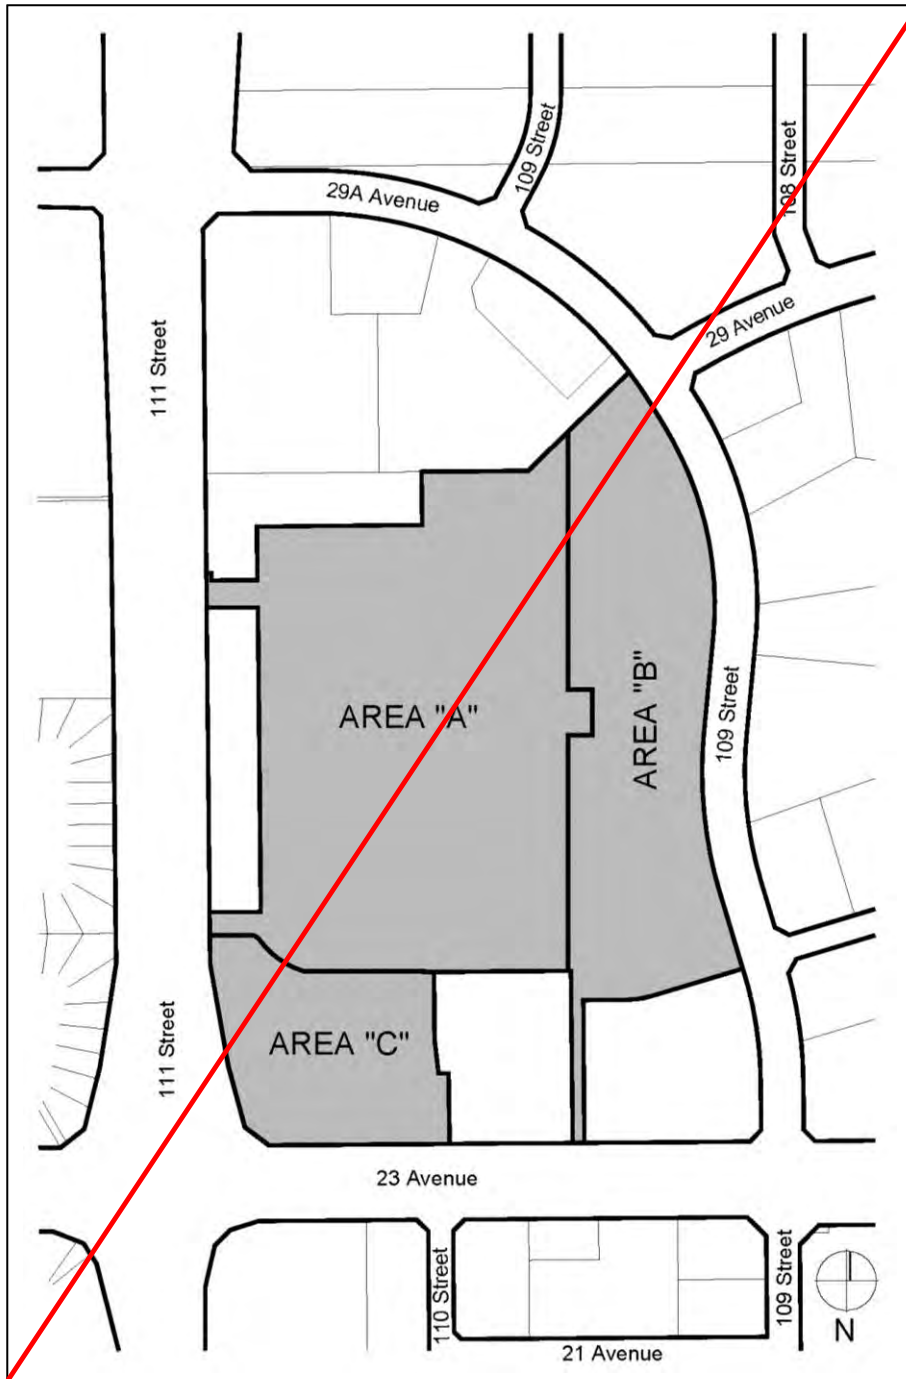 109 Street
108 Street
29A Avenue
29 Avenue
111 Street
AREA "A"
AREA "B"
109 Street
AREA "C"
111 Street
23 Avenue
110 Street
109 Street
N
21 Avenue